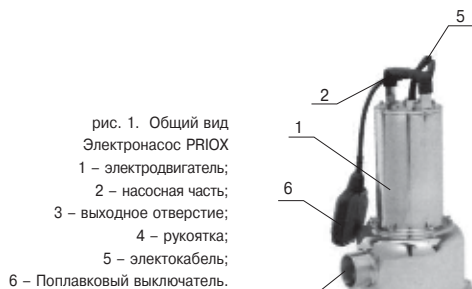 рис. 1. Общий вид
Электронасос PRIOX
1 – электродвигатель;
2 – насосная часть;
3 – выходное отверстие;
4 – рукоятка;
5 – электокабель;
6 – Поплавковый выключатель.
5
2
1
6